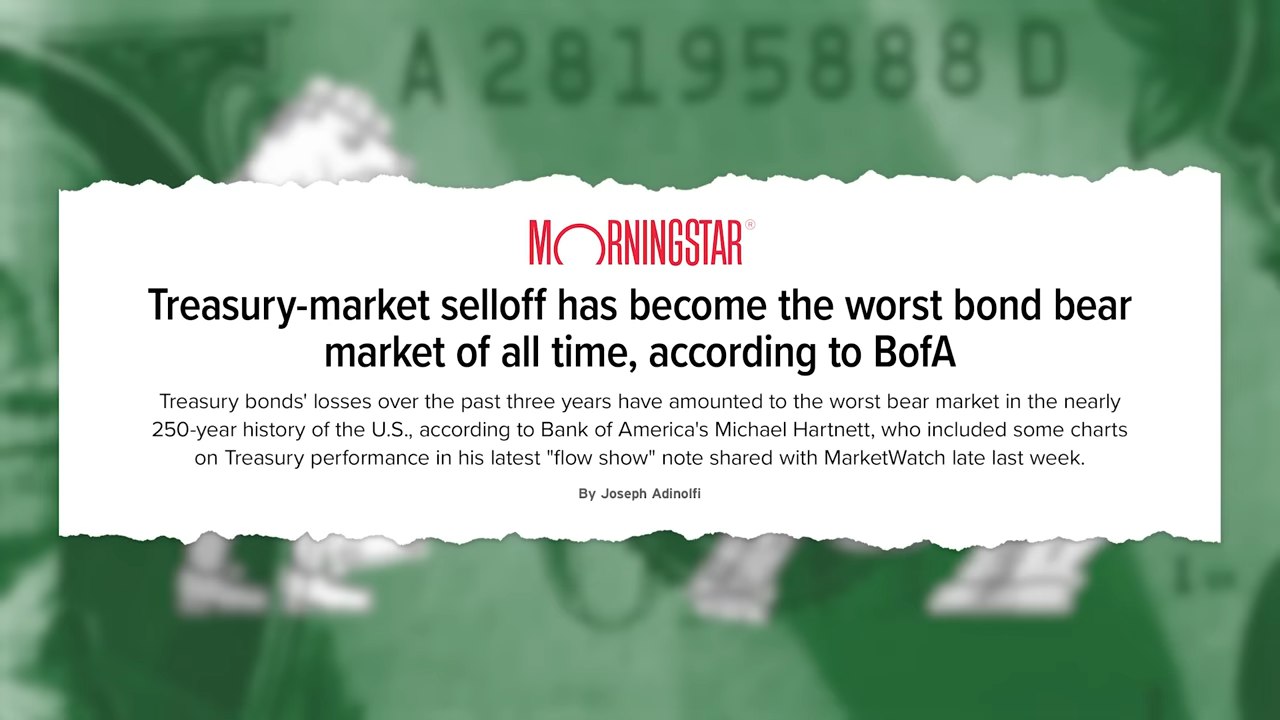 A 28195888 D
MORNINGSTAR®
Treasury-market selloff has become the worst bond bear
market of all time, according to BofA
Treasury bonds' losses over the past three years have amounted to the worst bear market in the nearly
250-year history of the U.S., according to Bank of America's Michael Hartnett, who included some charts
on Treasury performance in his latest "flow show" note shared with MarketWatch late last week.
By Joseph Adinolfi